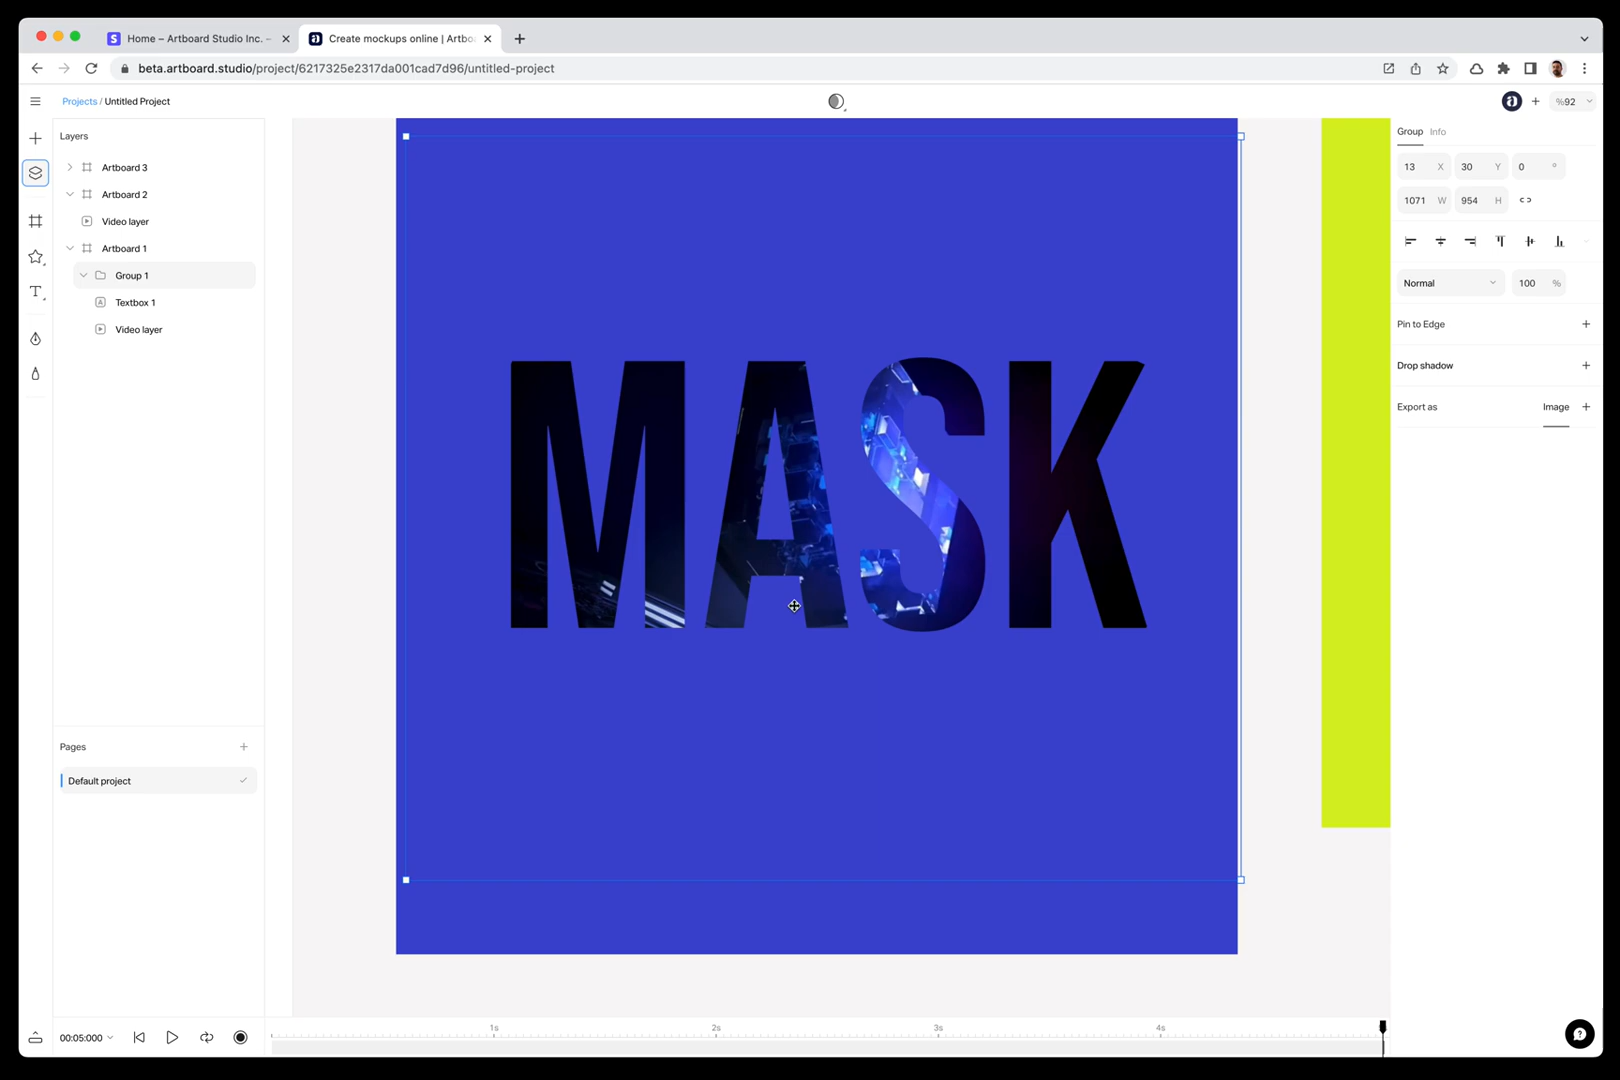 Home – Artboard Studio Inc. –
Create mockups online | Artbo
beta.artboard.studio/project/6217325e2317da001cad7d96/untitled-project
Projects / Untitled Project
%92
Layers
Artboard 3
Artboard 2
Video layer
Artboard 1
Group 1
Textbox 1
Video layer
Pages
Default project
MASK
Group Info
13 X 30 Y 0 °
1071 W 954 H
Normal 100 %
Pin to Edge
Drop shadow
Export as Image
00:05:000
1s 2s 3s 4s